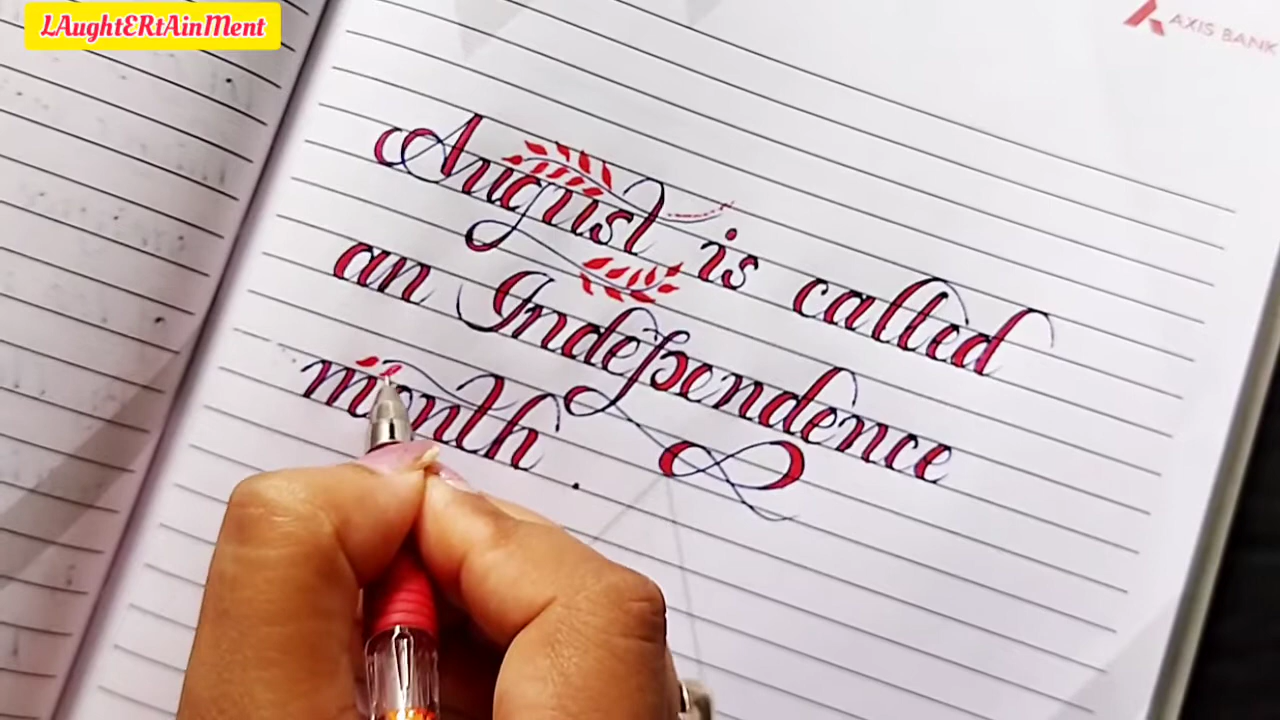 LAughtERtAinMent
AXIS BANK
August is called
an Independence
month